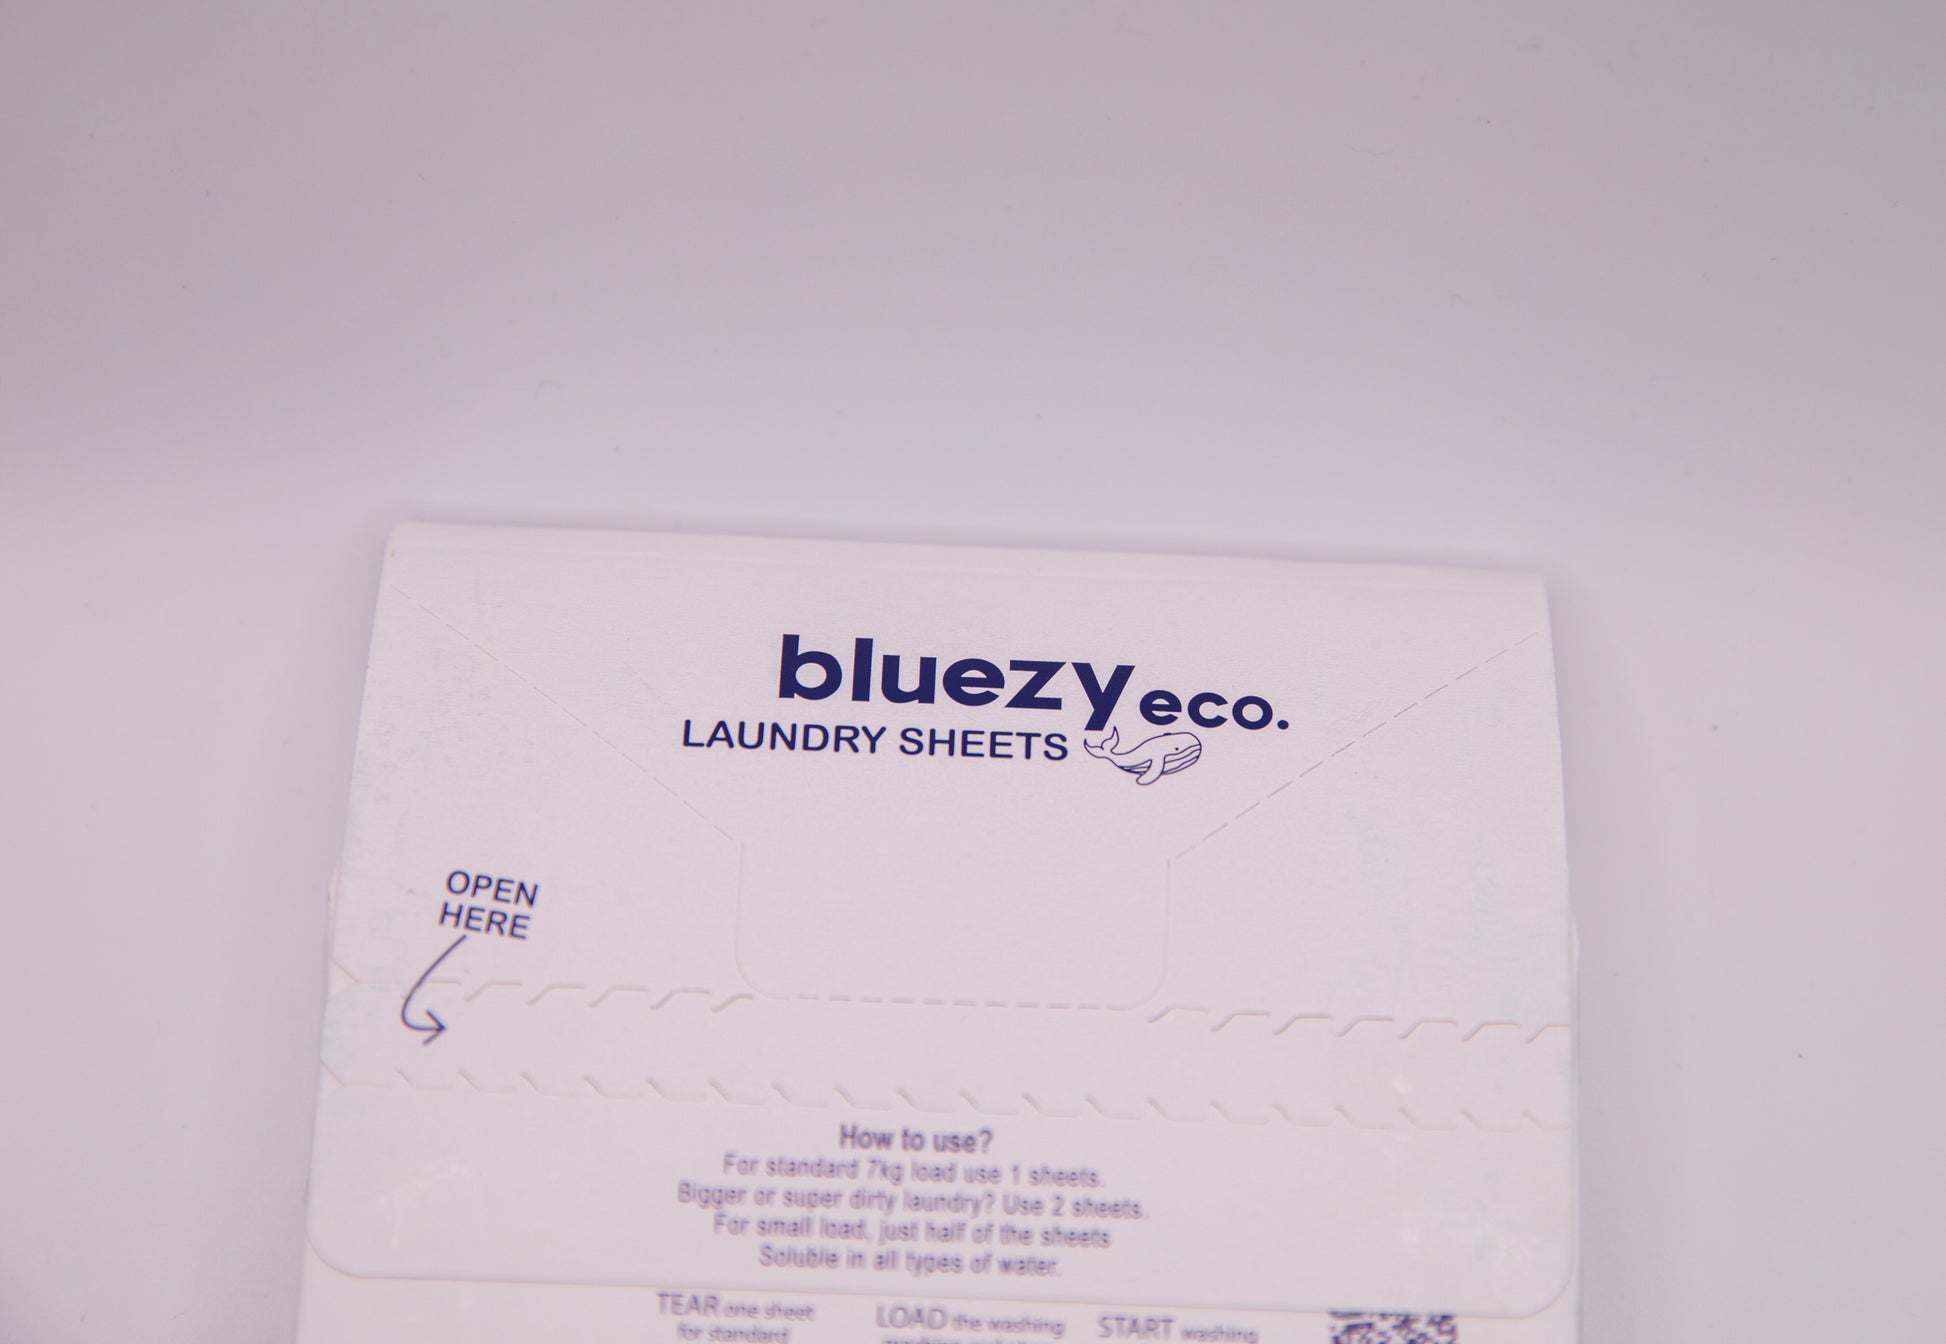 bluezy eco.
LAUNDRY SHEETS
OPEN
HERE
How to use?
For standard 7kg load use 1 sheets.
Bigger or super dirty laundry? Use 2 sheets.
For small load, just half of the sheets
Soluble in all types of water.
TEAR one sheet
for standard
LOAD the washing
START washing